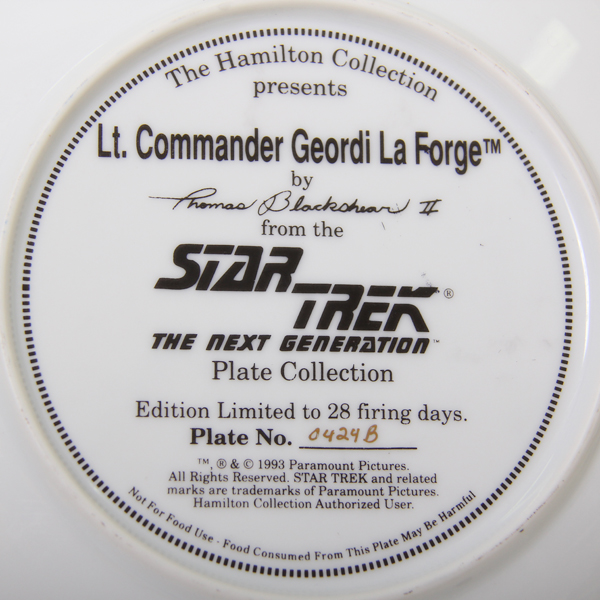 The Hamilton Collection
presents
Lt. Commander Geordi La Forge™
by
Thomas Blackshear II
from the
STAR
TREK®
THE NEXT GENERATION™
Plate Collection
Edition Limited to 28 firing days.
Plate No. 0424B
™, ® & © 1993 Paramount Pictures.
All Rights Reserved. STAR TREK and related
marks are trademarks of Paramount Pictures.
Hamilton Collection Authorized User.
Not For Food Use - Food Consumed From This Plate May Be Harmful